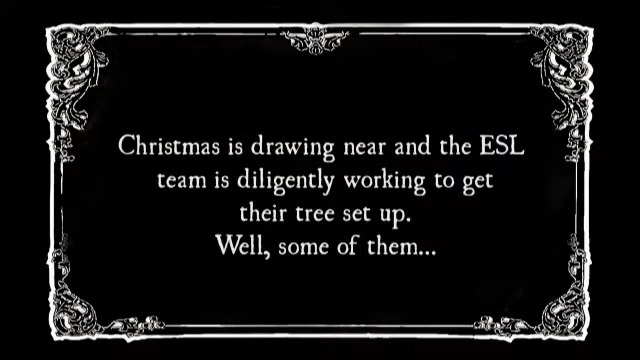 Christmas is drawing near and the ESL
team is diligently working to get
their tree set up.
Well, some of them...